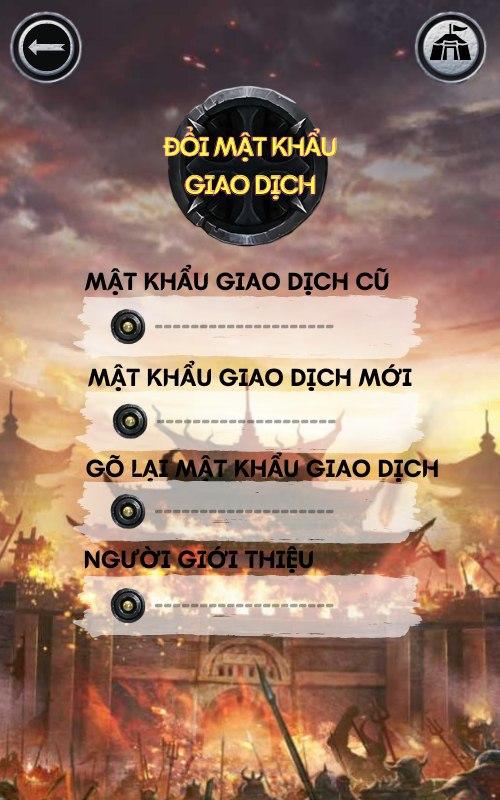 ĐỔI MẬT KHẨU
GIAO DỊCH
MẬT KHẨU GIAO DỊCH CŨ
MẬT KHẨU GIAO DỊCH MỚI
GÕ LẠI MẬT KHẨU GIAO DỊCH
NGƯỜI GIỚI THIỆU